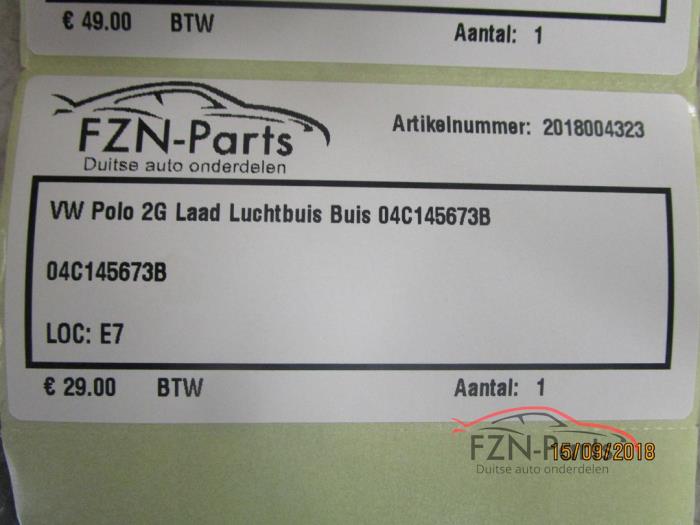 € 49.00 BTW Aantal: 1
FZN-Parts
Duitse auto onderdelen
Artikelnummer: 2018004323
VW Polo 2G Laad Luchtbuis Buis 04C145673B
04C145673B
LOC: E7
€ 29.00 BTW Aantal: 1
FZN-Parts
15/09/2018
Duitse auto onderdelen